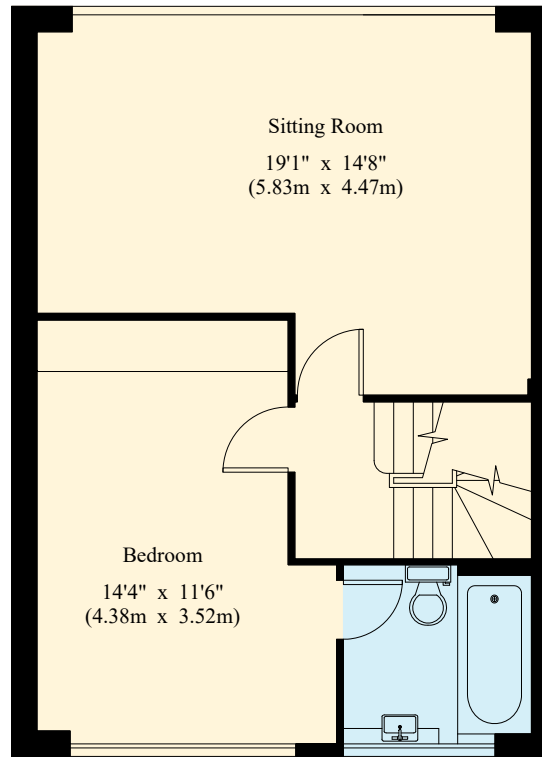 Sitting Room
19'1" x 14'8"
(5.83m x 4.47m)
Bedroom
14'4" x 11'6"
(4.38m x 3.52m)